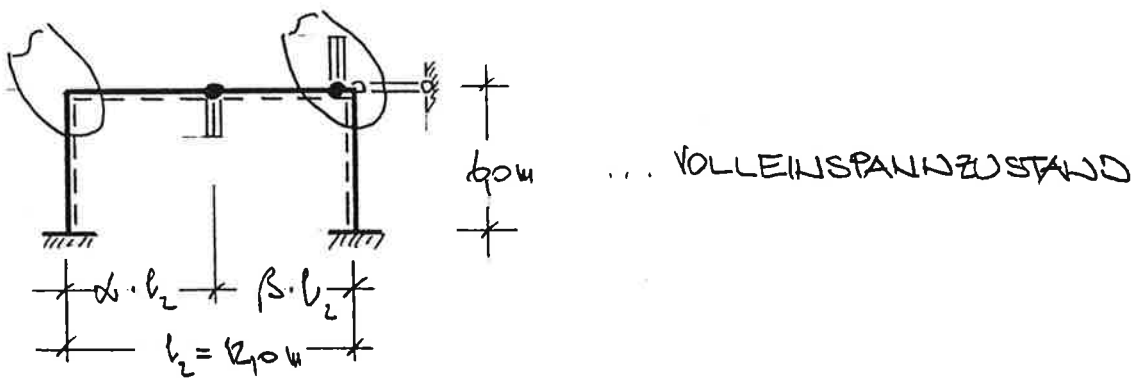 6,0 m
... VOLLEINSPANNZUSTAND
α · l₂
β · l₂
l₂ = 12,0 m